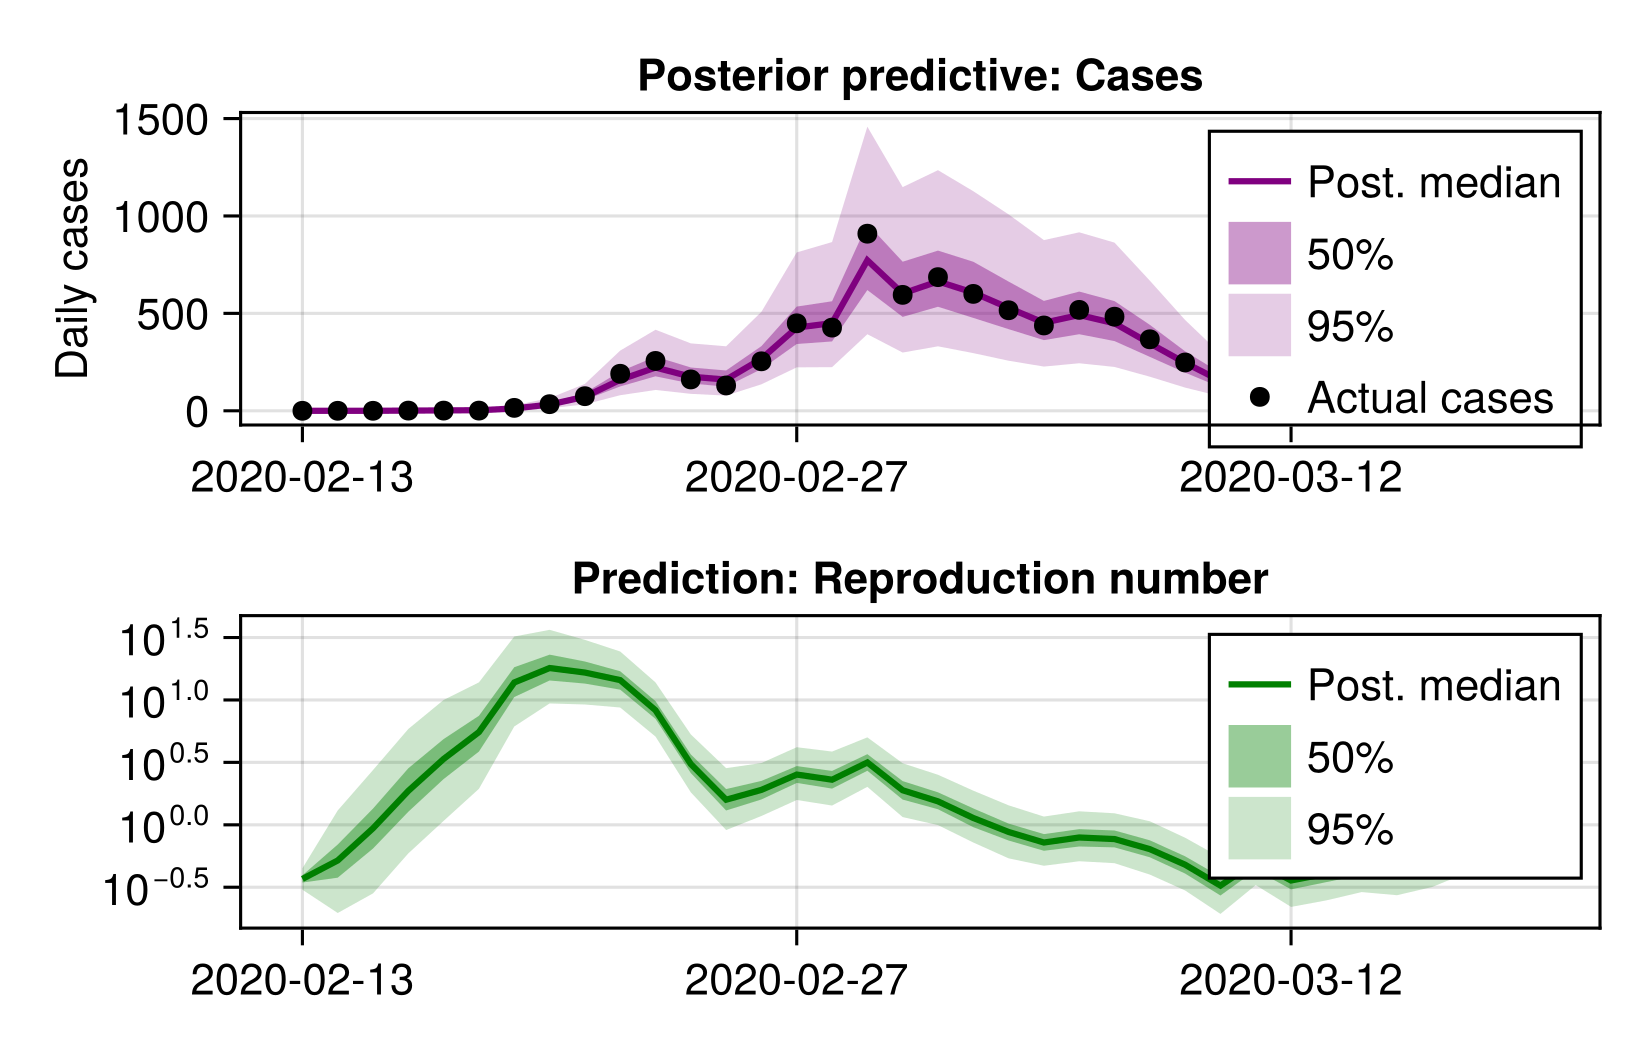 Posterior predictive: Cases
Daily cases
1500
1000
500
0
Post. median
50%
95%
Actual cases
2020-02-13 2020-02-27 2020-03-12
Prediction: Reproduction number
10^1.5
10^1.0
10^0.5
10^0.0
10^−0.5
Post. median
50%
95%
2020-02-13 2020-02-27 2020-03-12